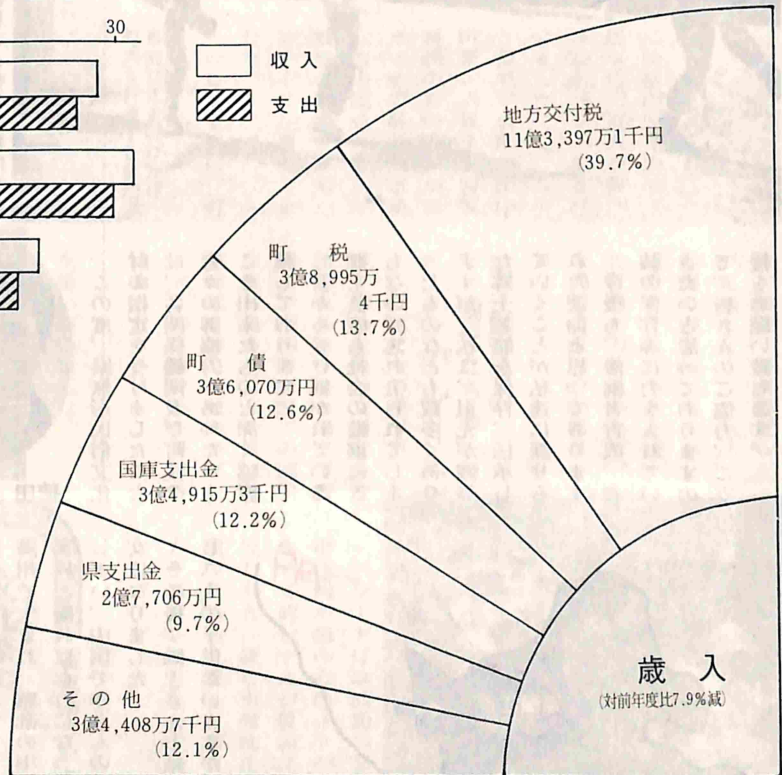 30
収入
支出
地方交付税
11億3,397万1千円
(39.7%)
町　税
3億8,995万
4千円
(13.7%)
町　債
3億6,070万円
(12.6%)
国庫支出金
3億4,915万3千円
(12.2%)
県支出金
2億7,706万円
(9.7%)
その他
3億4,408万7千円
(12.1%)
歳　入
(対前年度比7.9%減)